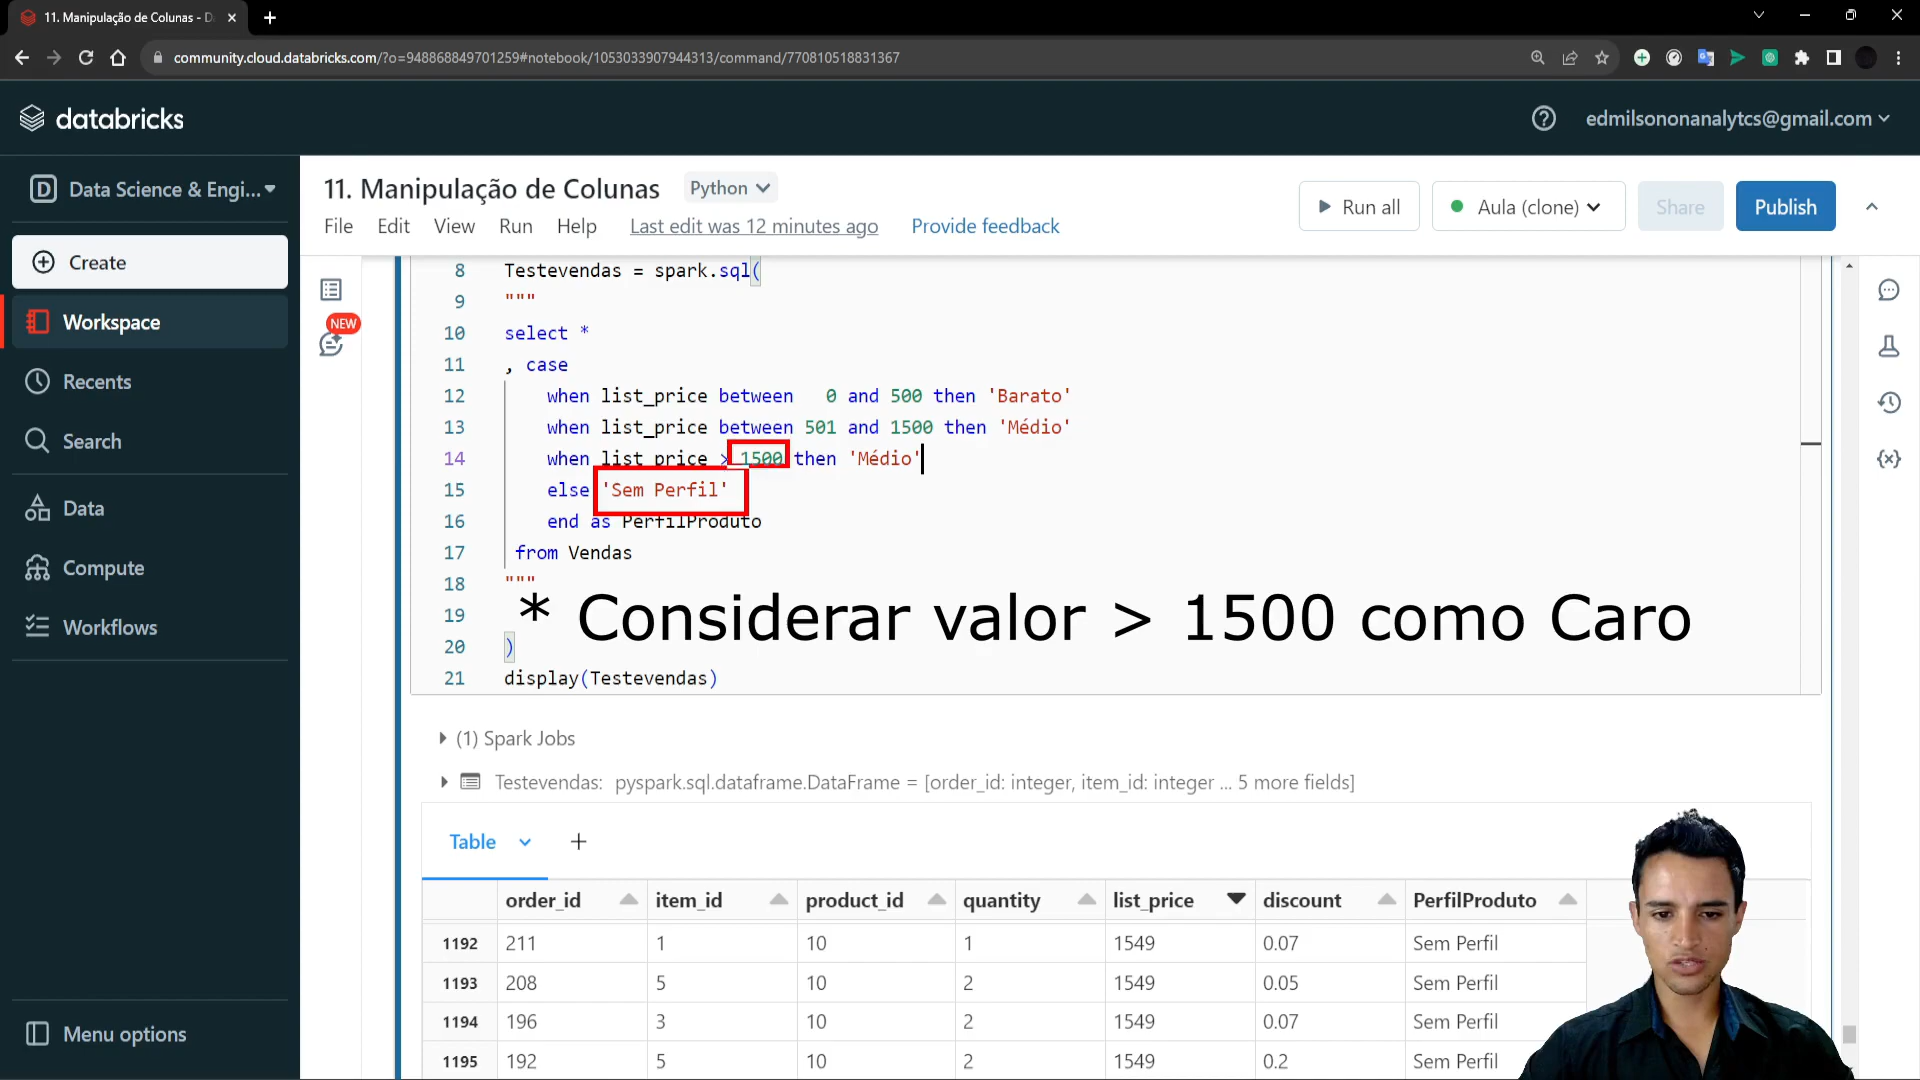 11. Manipulação de Colunas - D
community.cloud.databricks.com/?o=948868849701259#notebook/1053033907944313/command/770810518831367
databricks
edmilsononanalytcs@gmail.com
D Data Science & Engi...
Create
Workspace
Recents
Search
Data
Compute
Workflows
Menu options
11. Manipulação de Colunas
Python
File Edit View Run Help Last edit was 12 minutes ago Provide feedback
Run all
Aula (clone)
Share
Publish
NEW
8 Testevendas = spark.sql(
9 """
10 select *
11 , case
12 when list_price between 0 and 500 then 'Barato'
13 when list_price between 501 and 1500 then 'Médio'
14 when list_price > 1500 then 'Médio'
15 else 'Sem Perfil'
16 end as PerfilProduto
17 from Vendas
18 """
19
* Considerar valor > 1500 como Caro
20 )
21 display(Testevendas)
(1) Spark Jobs
Testevendas: pyspark.sql.dataframe.DataFrame = [order_id: integer, item_id: integer ... 5 more fields]
Table +
order_id item_id product_id quantity list_price discount PerfilProduto
1192 211 1 10 1 1549 0.07 Sem Perfil
1193 208 5 10 2 1549 0.05 Sem Perfil
1194 196 3 10 2 1549 0.07 Sem Perfil
1195 192 5 10 2 1549 0.2 Sem Perfil